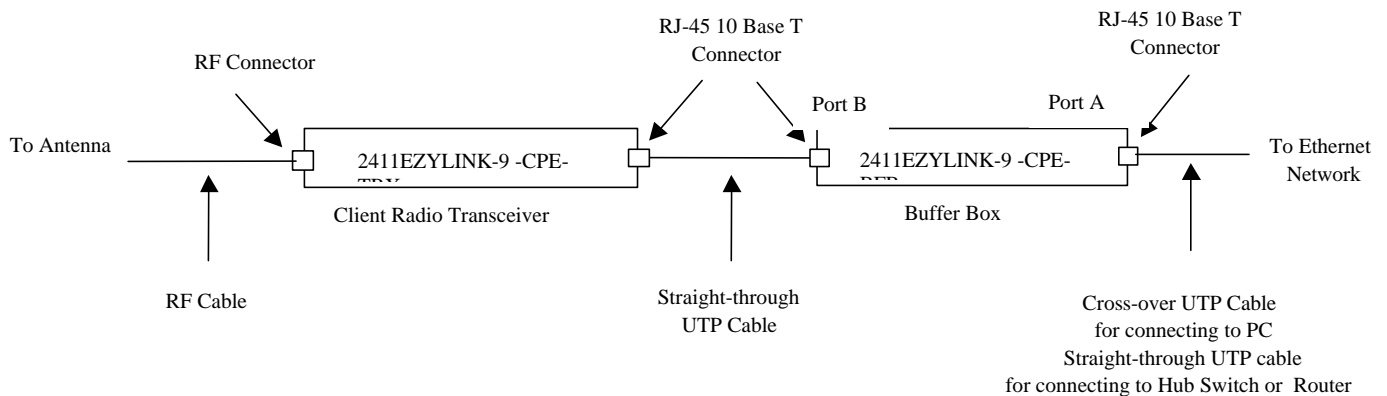 RJ-45 10 Base T
Connector
RJ-45 10 Base T
Connector
RF Connector
Port B
Port A
To Antenna
2411EZYLINK-9 -CPE-
2411EZYLINK-9 -CPE-
To Ethernet
Network
Client Radio Transceiver
Buffer Box
RF Cable
Straight-through
UTP Cable
Cross-over UTP Cable
for connecting to PC
Straight-through UTP cable
for connecting to Hub Switch or Router